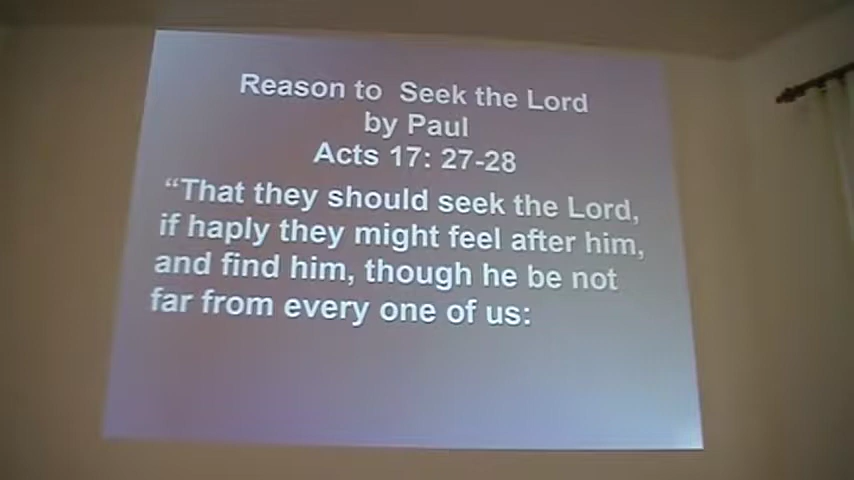 Reason to Seek the Lord
by Paul
Acts 17: 27-28
“That they should seek the Lord,
if haply they might feel after him,
and find him, though he be not
far from every one of us: